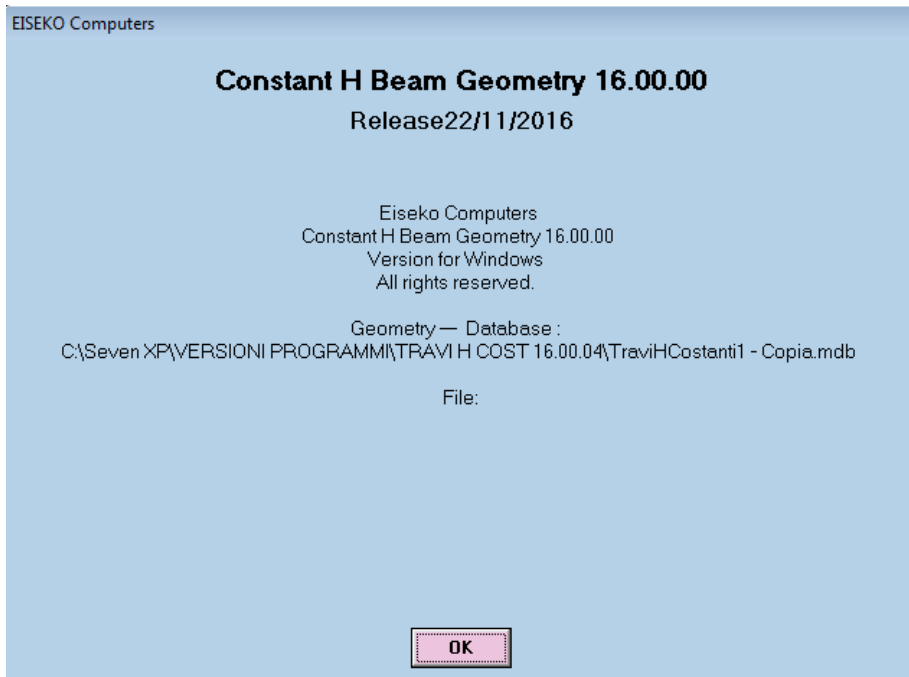 EISEKO Computers
Constant H Beam Geometry 16.00.00
Release22/11/2016
Eiseko Computers
Constant H Beam Geometry 16.00.00
Version for Windows
All rights reserved.
Geometry — Database :
C:\Seven XP\VERSIONI PROGRAMMI\TRAVI H COST 16.00.04\TraviHCostanti1 - Copia.mdb
File:
OK